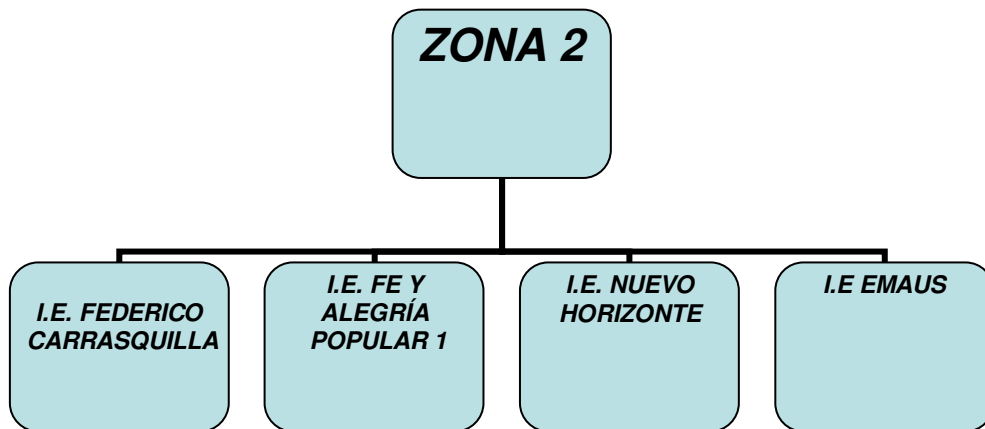 ZONA 2
I.E. FEDERICO
CARRASQUILLA
I.E. FE Y
ALEGRÍA
POPULAR 1
I.E. NUEVO
HORIZONTE
I.E EMAUS